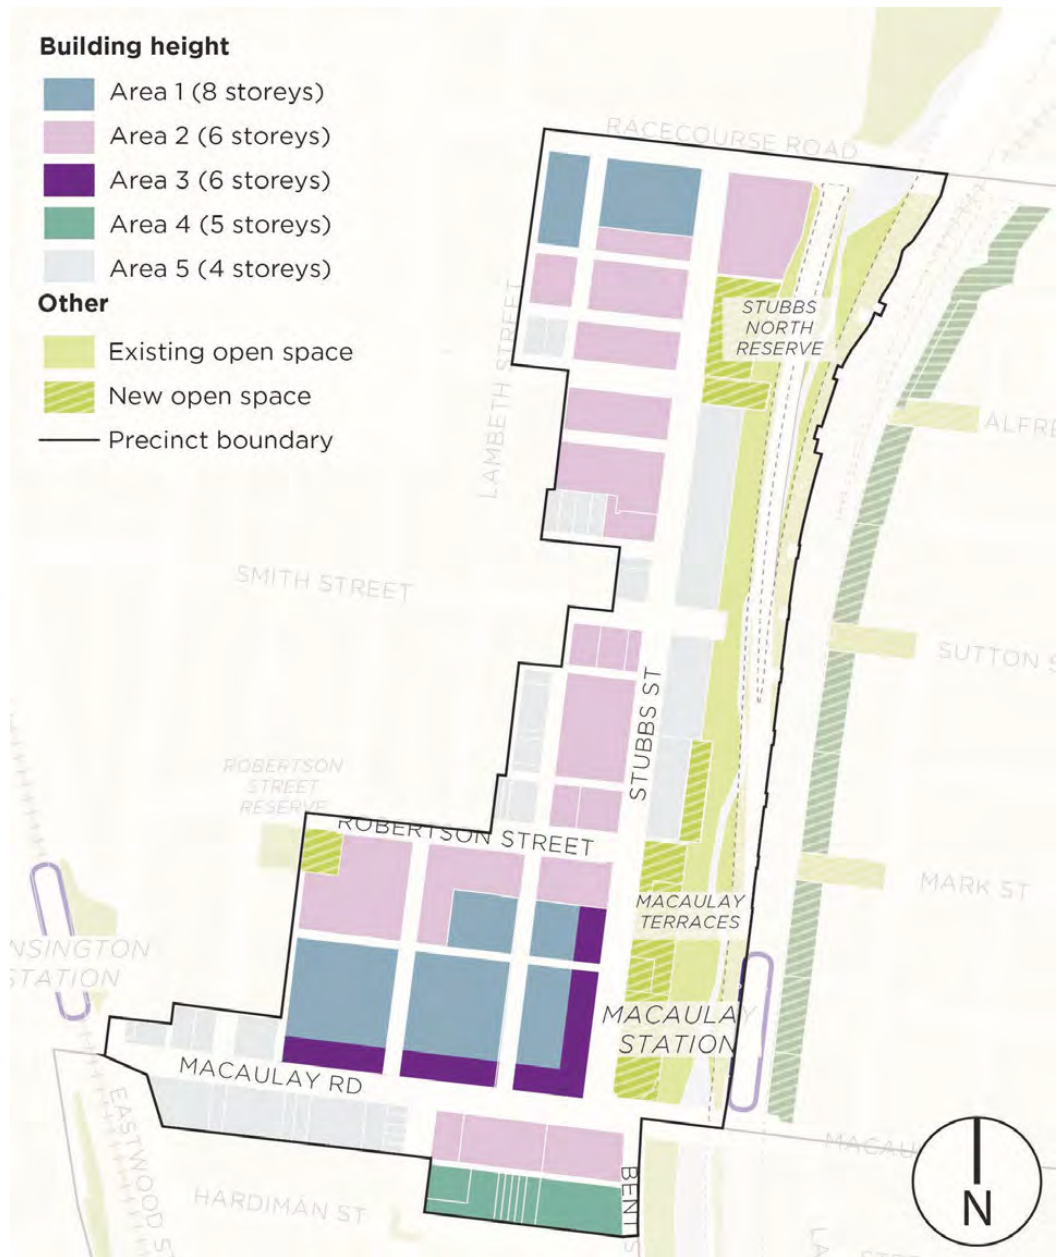 Building height
Area 1 (8 storeys)
Area 2 (6 storeys)
Area 3 (6 storeys)
Area 4 (5 storeys)
Area 5 (4 storeys)
Other
Existing open space
New open space
Precinct boundary
RACECOURSE ROAD
STUBBS
NORTH
RESERVE
LAMBETH STREET
ALFRE
SMITH STREET
SUTTON S
STUBBS ST
ROBERTSON
STREET
RESERVE
ROBERTSON STREET
MARK ST
MACAULAY
TERRACES
NSINGTON
STATION
MACAULAY
STATION
MACAULAY RD
EASTWOOD ST
MACAU
HARDIMAN ST
BENT S
N